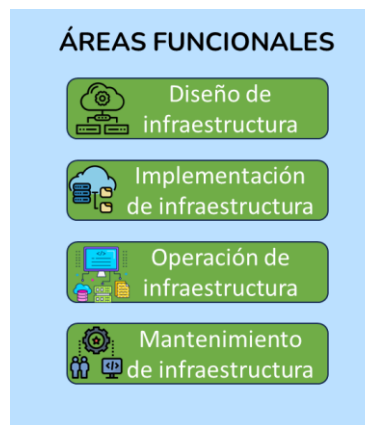 ÁREAS FUNCIONALES
Diseño de
infraestructura
Implementación
de infraestructura
Operación de
infraestructura
Mantenimiento
de infraestructura